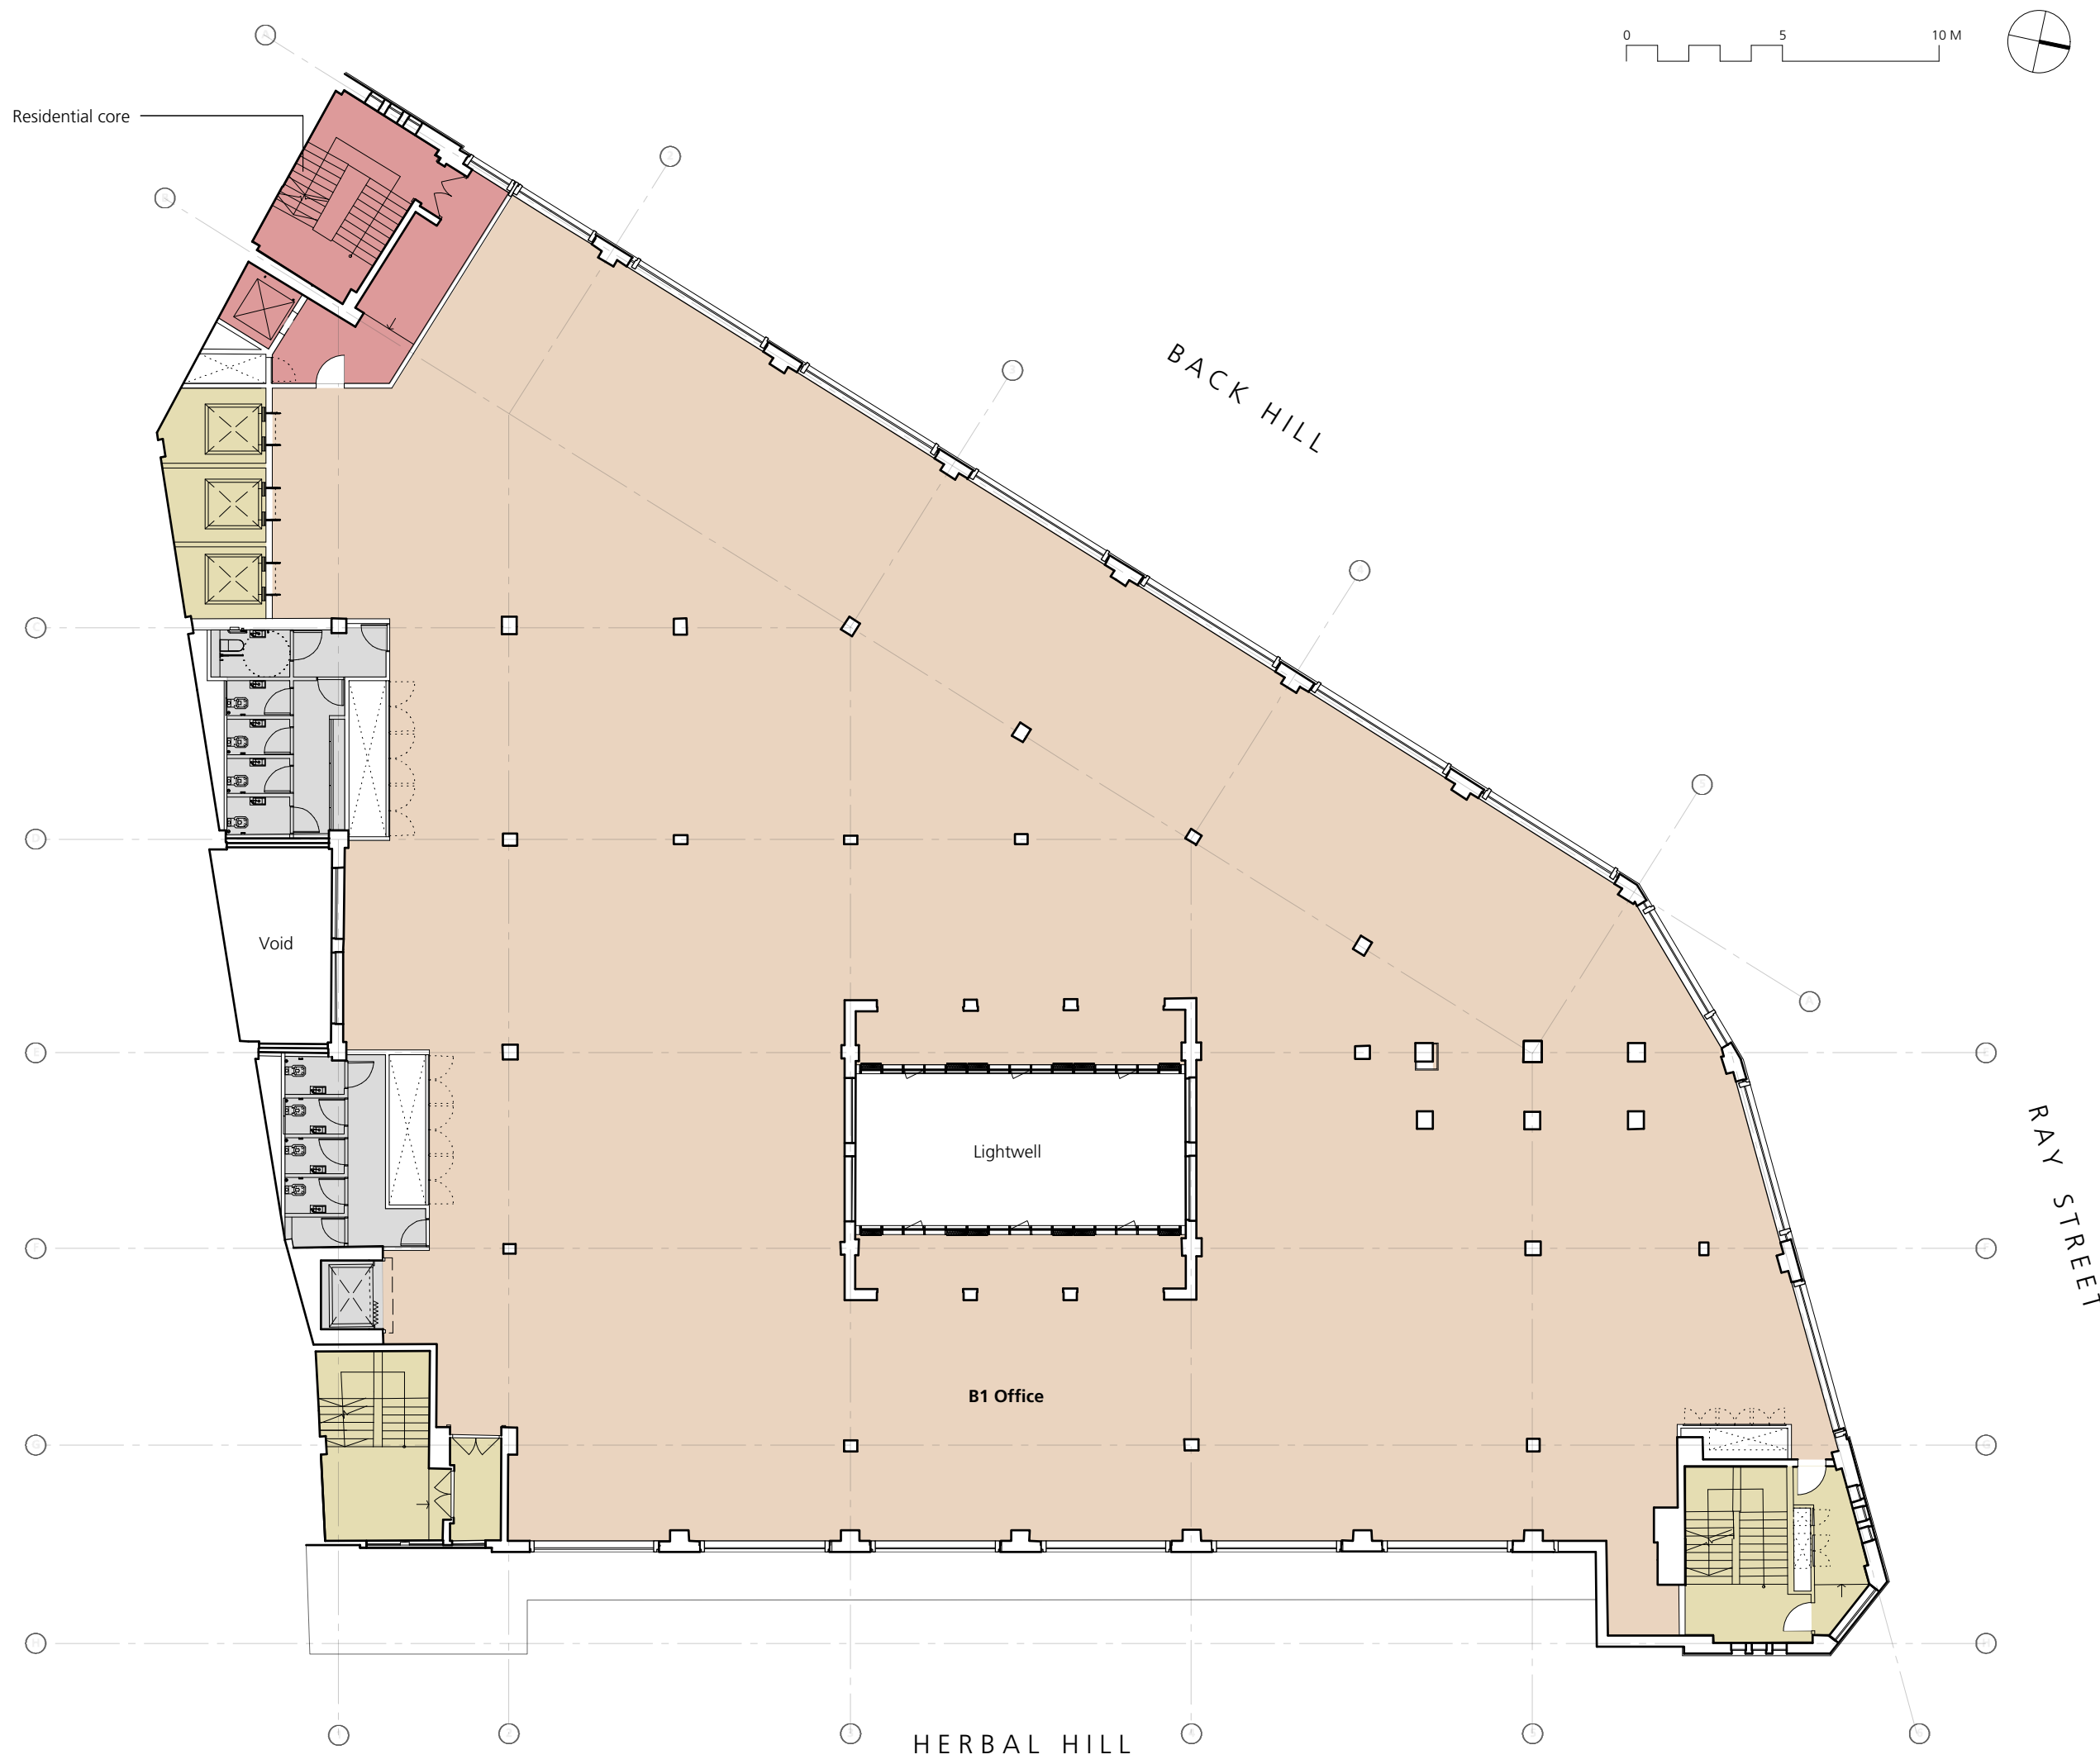 0 5 10 M
Residential core
BACK HILL
Void
Lightwell
RAY STREET
B1 Office
HERBAL HILL